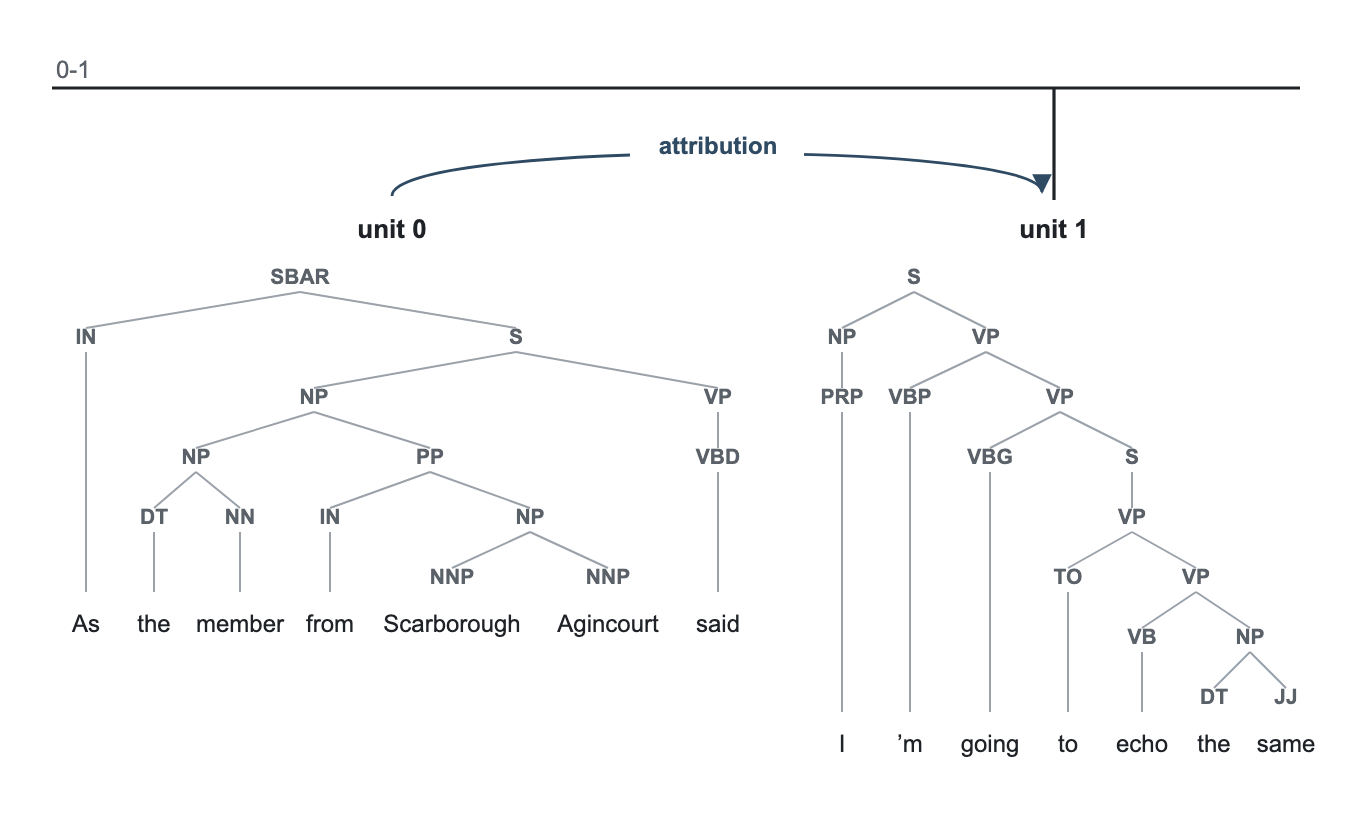 0-1
attribution
unit 0 unit 1
SBAR S
IN S NP VP
NP VP PRP VBP VP
NP PP VBD VBG S
DT NN IN NP VP
NNP NNP TO VP
As the member from Scarborough Agincourt said VB NP
DT JJ
I ’m going to echo the same